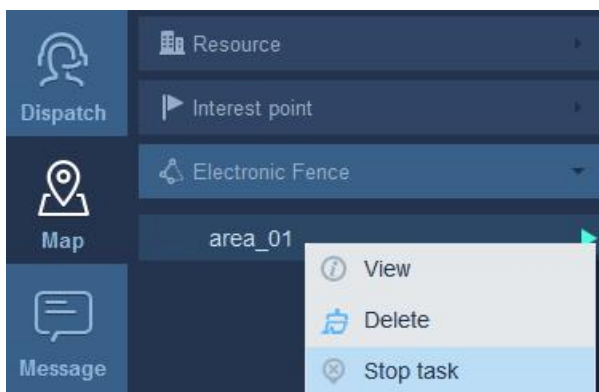 Dispatch
Map
Message
Resource
Interest point
Electronic Fence
area_01
View
Delete
Stop task